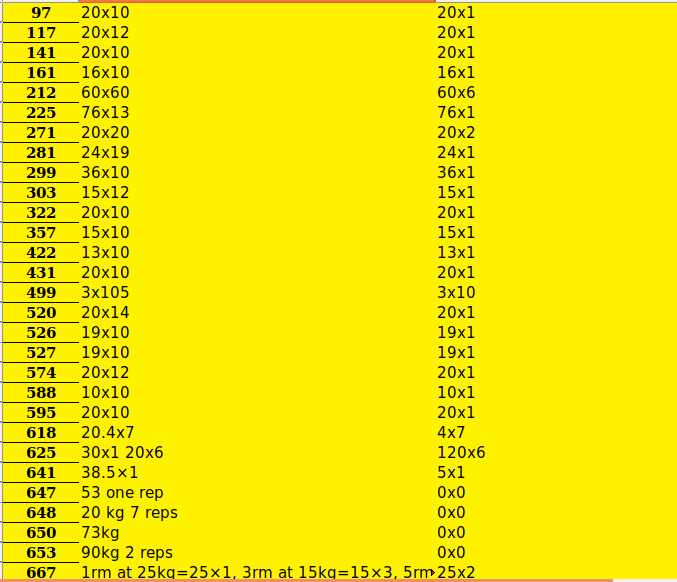 97 20x10 20x1
117 20x12 20x1
141 20x10 20x1
161 16x10 16x1
212 60x60 60x6
225 76x13 76x1
271 20x20 20x2
281 24x19 24x1
299 36x10 36x1
303 15x12 15x1
322 20x10 20x1
357 15x10 15x1
422 13x10 13x1
431 20x10 20x1
499 3x105 3x10
520 20x14 20x1
526 19x10 19x1
527 19x10 19x1
574 20x12 20x1
588 10x10 10x1
595 20x10 20x1
618 20.4x7 4x7
625 30x1 20x6 120x6
641 38.5×1 5x1
647 53 one rep 0x0
648 20 kg 7 reps 0x0
650 73kg 0x0
653 90kg 2 reps 0x0
667 1rm at 25kg=25×1, 3rm at 15kg=15×3, 5rm 25x2